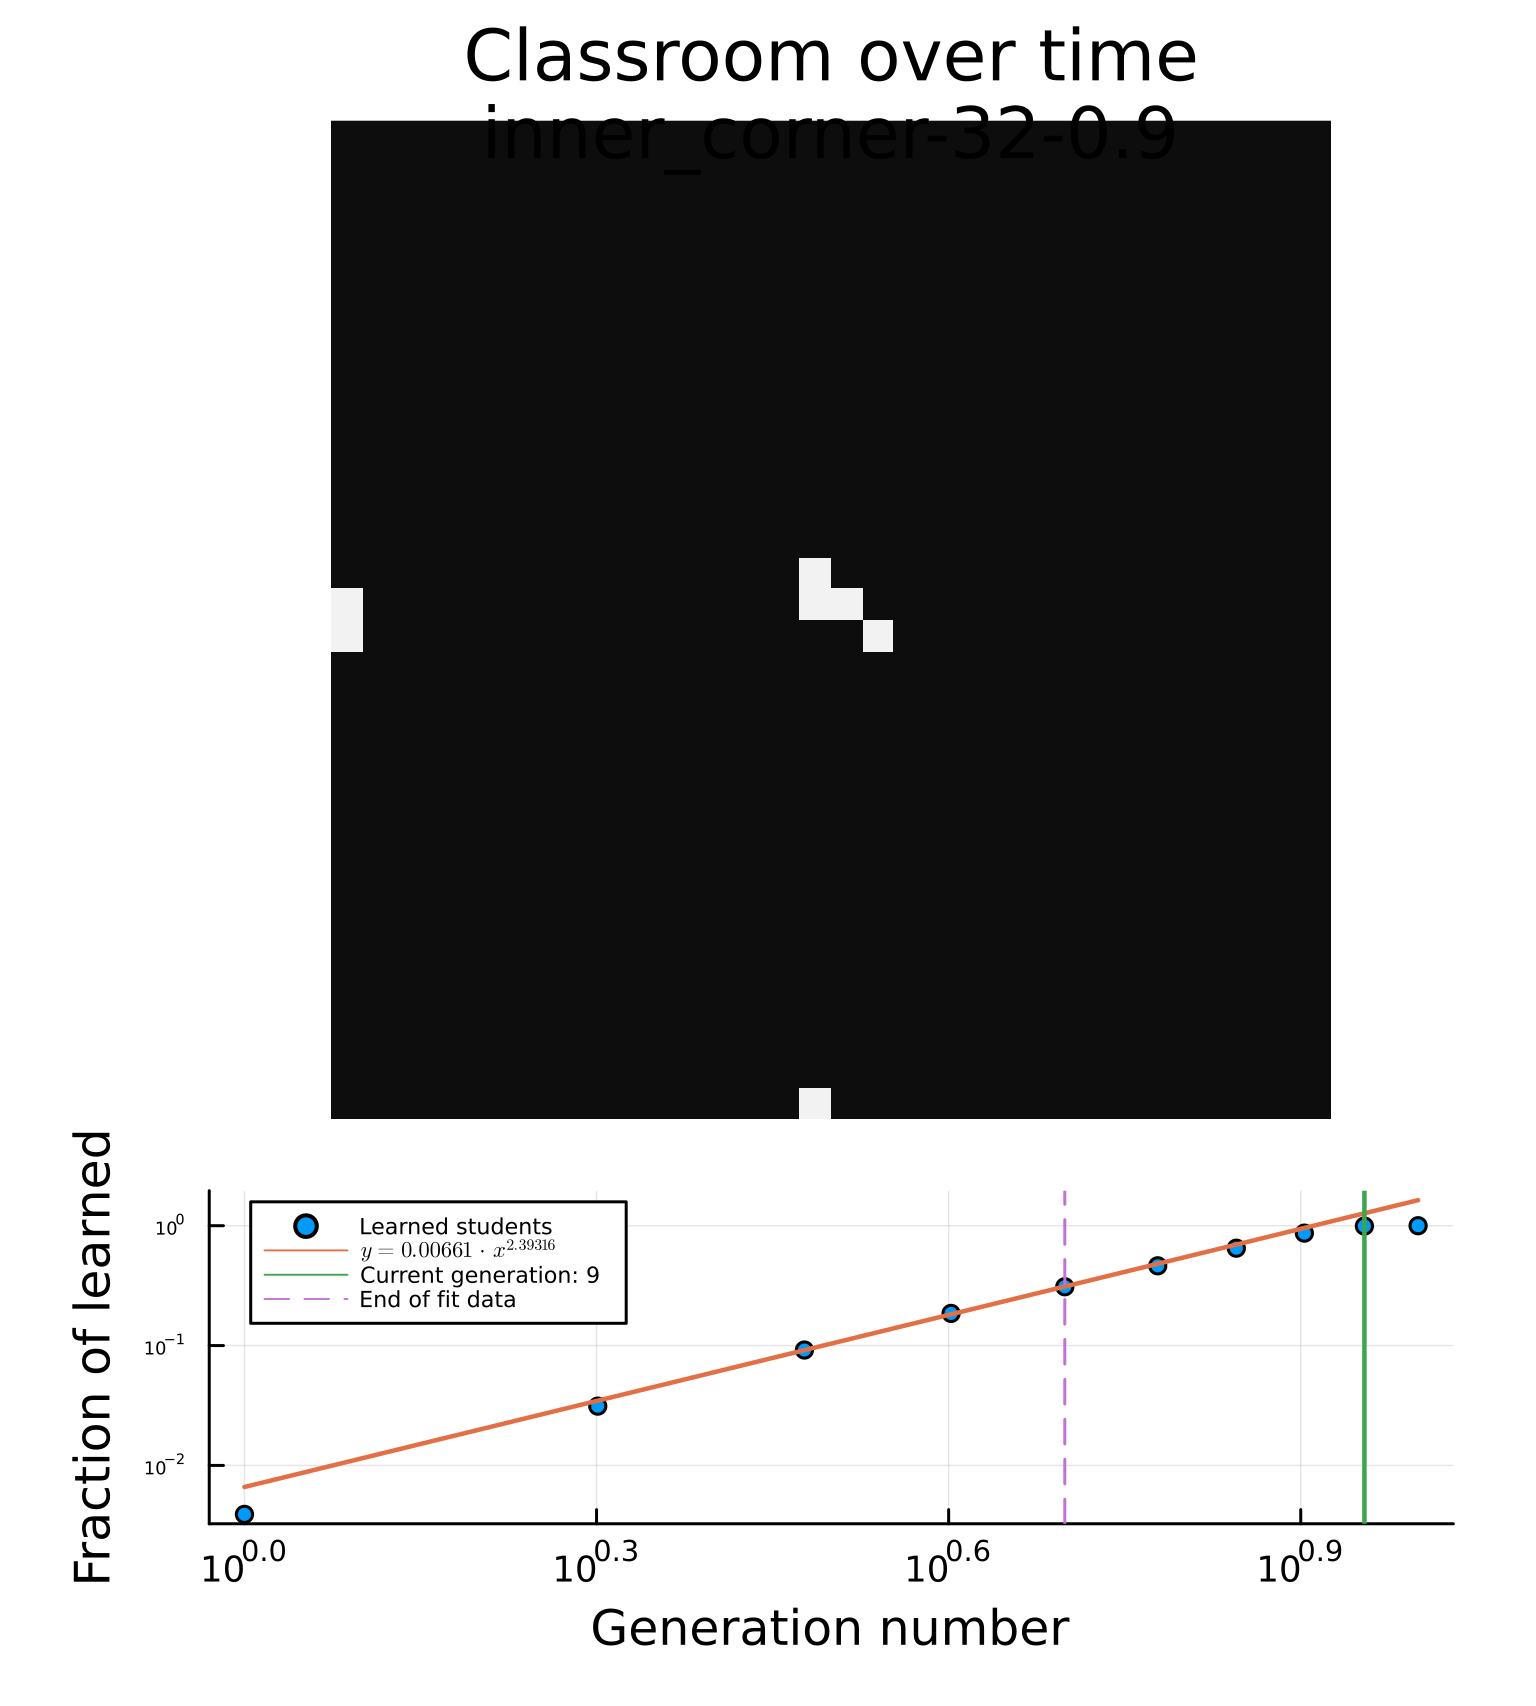 Classroom over time
inner_corner-32-0.9
Fraction of learned
10⁰
10⁻¹
10⁻²
Learned students
y = 0.00661 · x^2.39316
Current generation: 9
End of fit data
10^0.0 10^0.3 10^0.6 10^0.9
Generation number